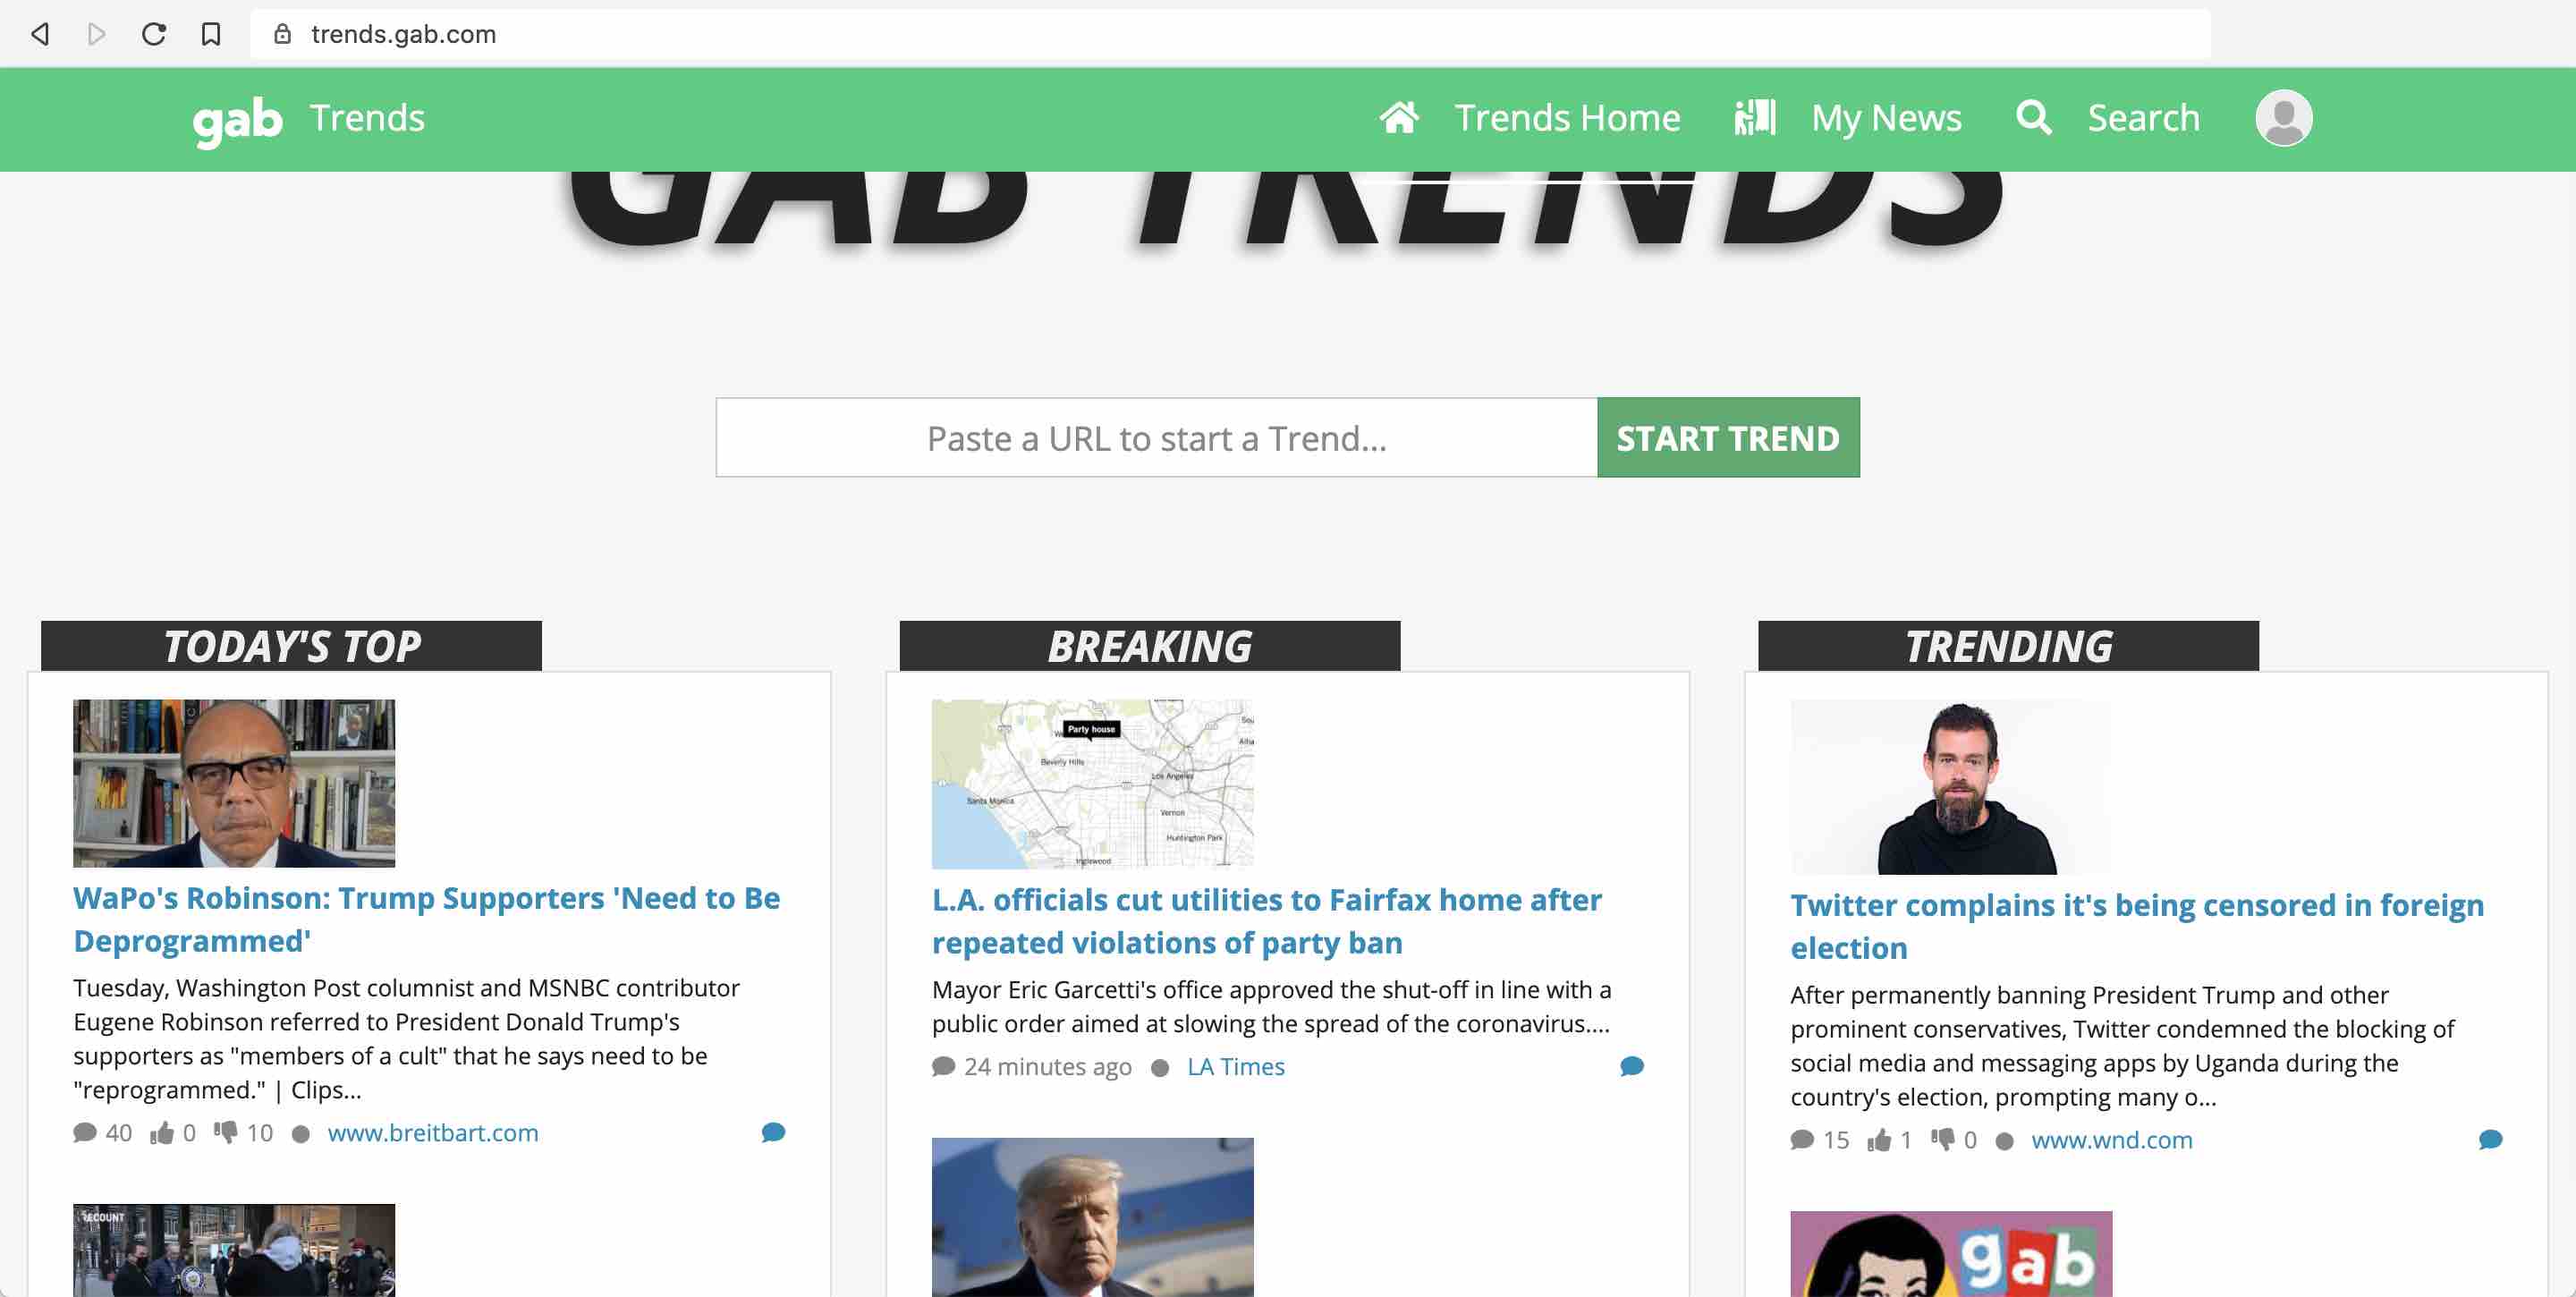 trends.gab.com
gab Trends
Trends Home
My News
Search
GAB TRENDS
Paste a URL to start a Trend...
START TREND
TODAY'S TOP
WaPo's Robinson: Trump Supporters 'Need to Be
Deprogrammed'
Tuesday, Washington Post columnist and MSNBC contributor
Eugene Robinson referred to President Donald Trump's
supporters as "members of a cult" that he says need to be
"reprogrammed." | Clips...
40 0 10 www.breitbart.com
RECOUNT
BREAKING
Party house
Beverly Hills
Los Angeles
Santa Monica
Vernon
Huntington Park
Inglewood
L.A. officials cut utilities to Fairfax home after
repeated violations of party ban
Mayor Eric Garcetti's office approved the shut-off in line with a
public order aimed at slowing the spread of the coronavirus....
24 minutes ago LA Times
TRENDING
Twitter complains it's being censored in foreign
election
After permanently banning President Trump and other
prominent conservatives, Twitter condemned the blocking of
social media and messaging apps by Uganda during the
country's election, prompting many o...
15 1 0 www.wnd.com
gab